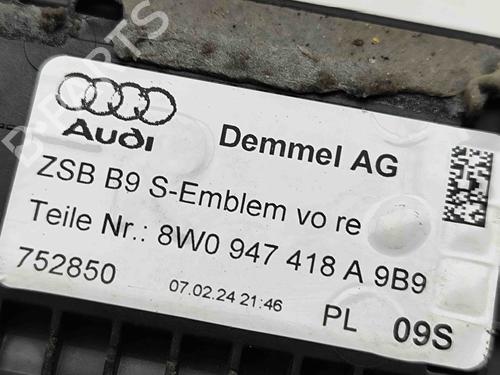 B-PARTS
Audi
Demmel AG
ZSB B9 S-Emblem vo re
Teile Nr.: 8W0 947 418 A 9B9
752850
07.02.24 21:46
PL 09S